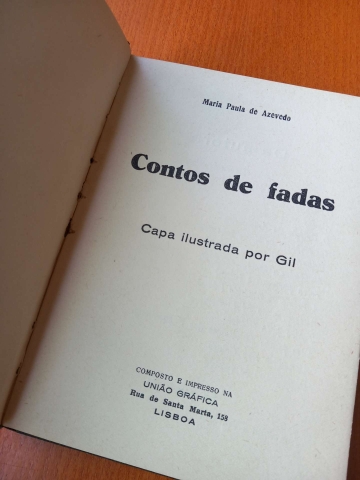 Maria Paula de Azevedo
Contos de fadas
Capa ilustrada por Gil
COMPOSTO E IMPRESSO NA
UNIÃO GRÁFICA
Rua de Santa Marta, 158
LISBOA